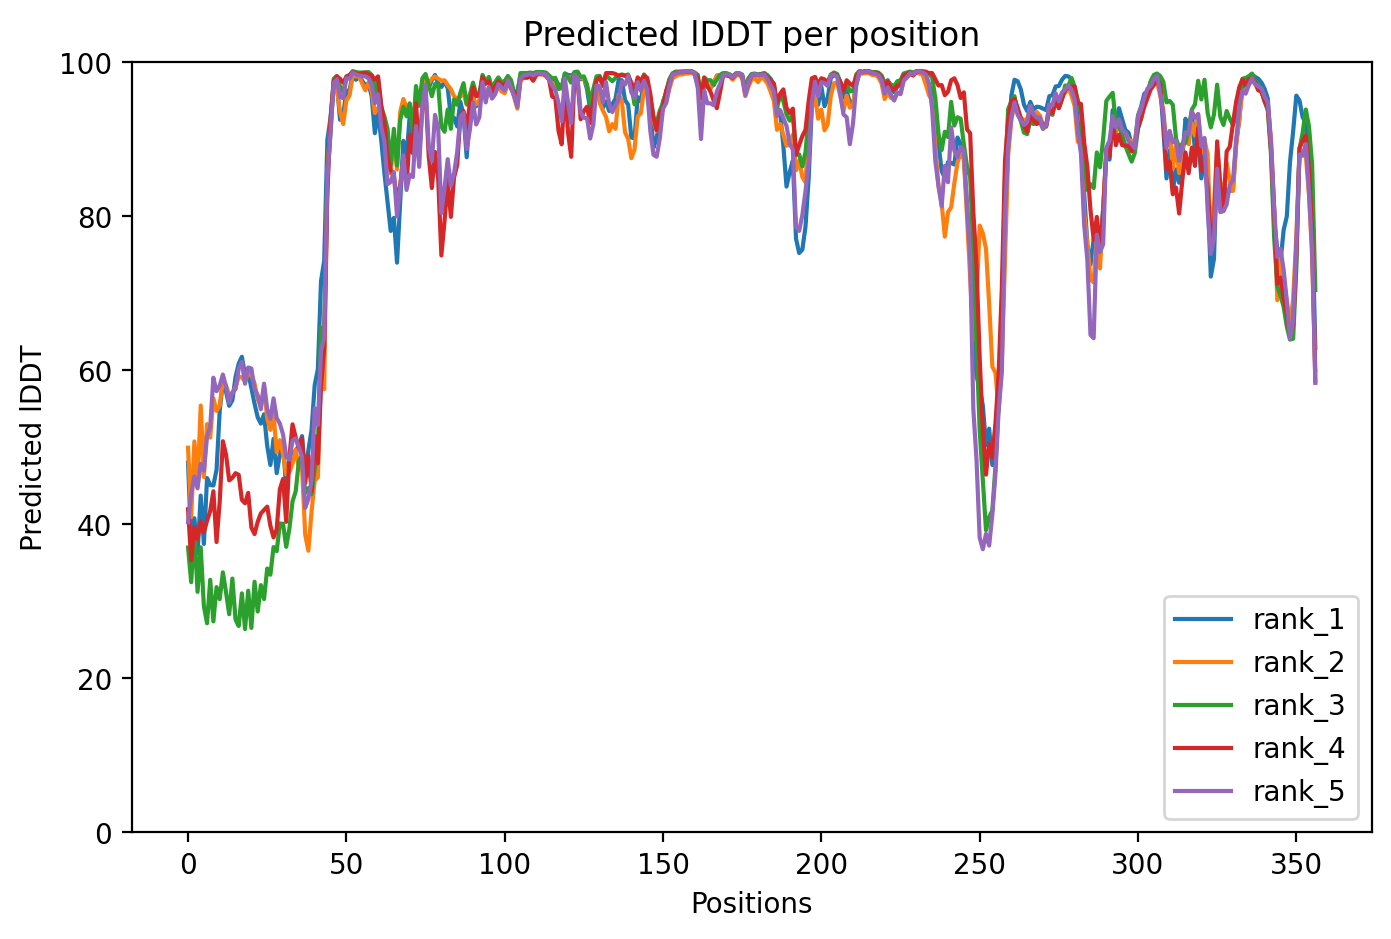 Predicted lDDT per position
Predicted lDDT
100
80
60
40
20
0
0 50 100 150 200 250 300 350
Positions
rank_1
rank_2
rank_3
rank_4
rank_5